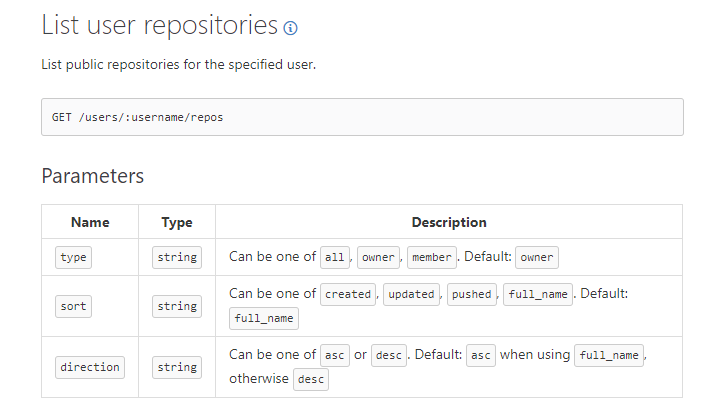 List user repositories
List public repositories for the specified user.
GET /users/:username/repos
Parameters
Name Type Description
type string Can be one of all, owner, member. Default: owner
sort string Can be one of created, updated, pushed, full_name. Default:
full_name
direction string Can be one of asc or desc. Default: asc when using full_name,
otherwise desc